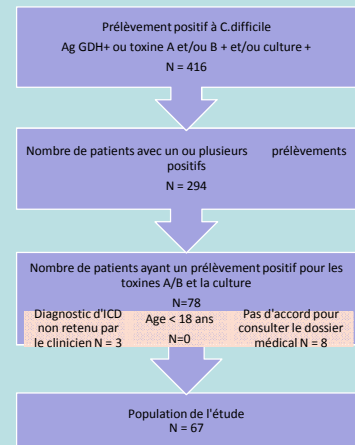 Prélèvement positif à C.difficile
Ag GDH+ ou toxine A et/ou B + et/ou culture +
N = 416
Nombre de patients avec un ou plusieurs prélèvements
positifs
N = 294
Nombre de patients ayant un prélèvement positif pour les
toxines A/B et la culture
N=78
Diagnostic d'ICD
non retenu par
le clinicien N = 3
Age < 18 ans
N=0
Pas d'accord pour
consulter le dossier
médical N = 8
Population de l'étude
N = 67